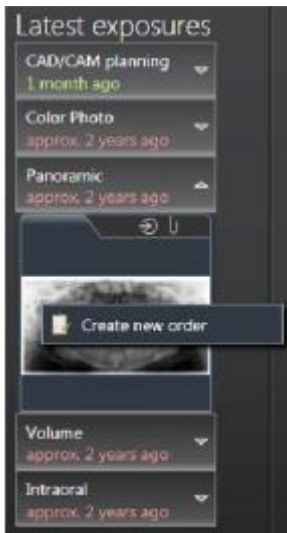 Latest exposures
CAD/CAM planning
1 month ago
Color Photo
approx. 2 years ago
Panoramic
approx. 2 years ago
Create new order
Volume
approx. 2 years ago
Intraoral
approx. 2 years ago